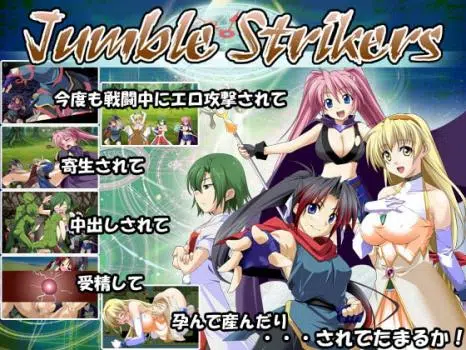 Jumble Strikers
今度も戦闘中にエロ攻撃されて
寄生されて
中出しされて
受精して
孕んで産んだり
・・・されてたまるか!